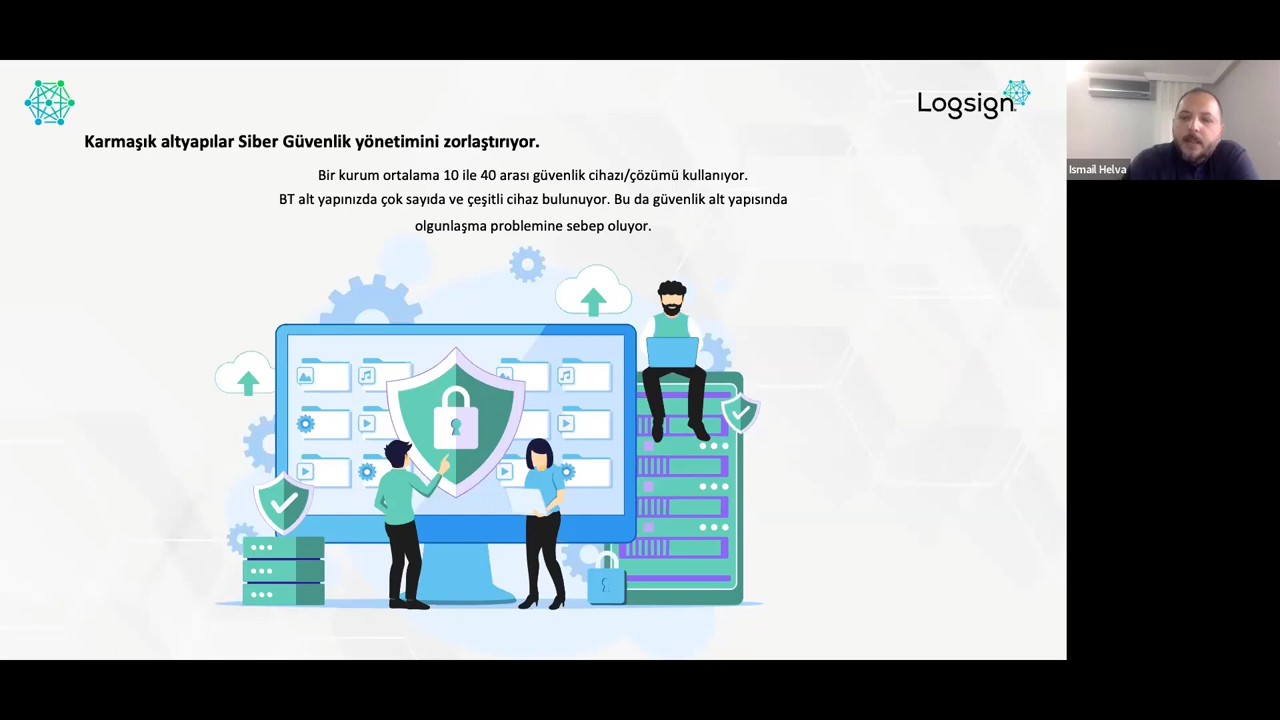 Logsign
Karmaşık altyapılar Siber Güvenlik yönetimini zorlaştırıyor.
Bir kurum ortalama 10 ile 40 arası güvenlik cihazı/çözümü kullanıyor.
BT alt yapınızda çok sayıda ve çeşitli cihaz bulunuyor. Bu da güvenlik alt yapısında
olgunlaşma problemine sebep oluyor.
Ismail Helva